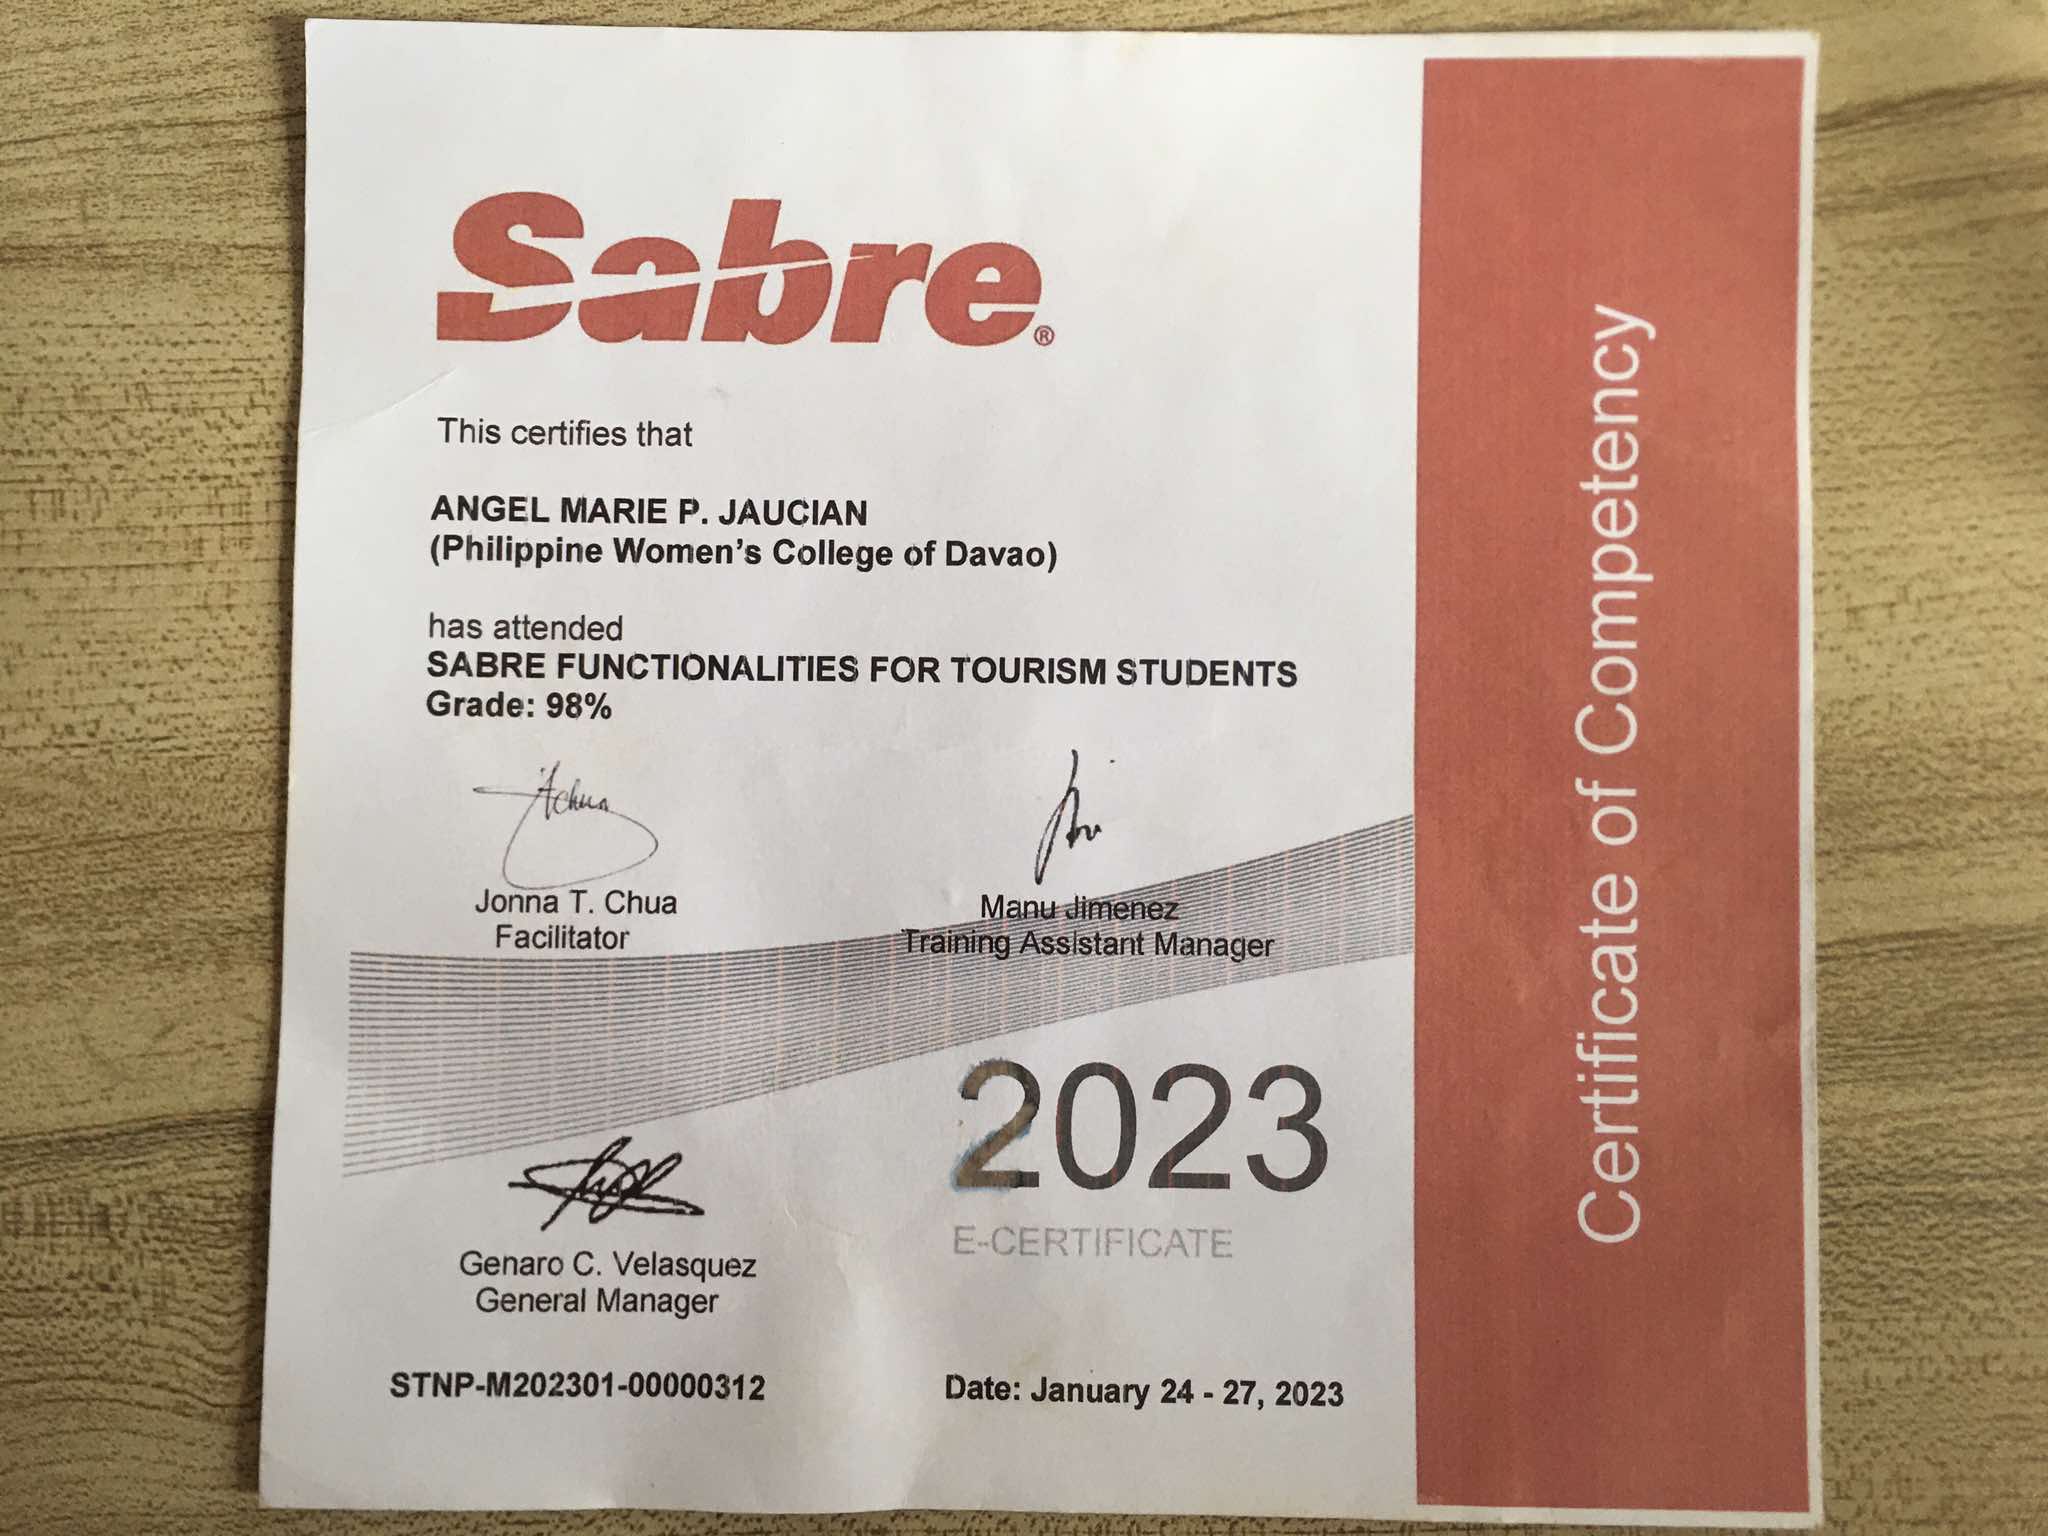 Sabre®
This certifies that
ANGEL MARIE P. JAUCIAN
(Philippine Women's College of Davao)
has attended
SABRE FUNCTIONALITIES FOR TOURISM STUDENTS
Grade: 98%
Jonna T. Chua
Facilitator
Manu Jimenez
Training Assistant Manager
2023
E-CERTIFICATE
Genaro C. Velasquez
General Manager
STNP-M202301-00000312
Date: January 24 - 27, 2023
Certificate of Competency